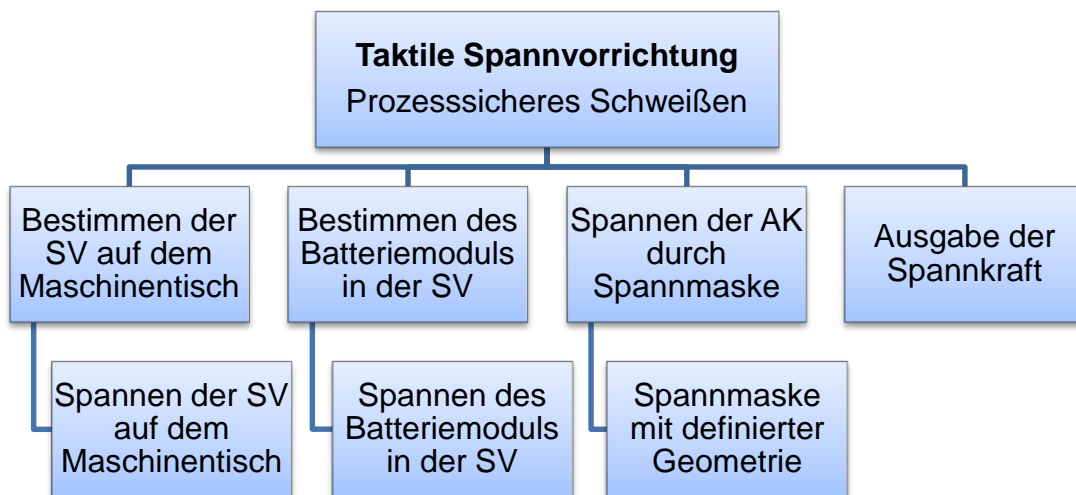 Taktile Spannvorrichtung
Prozesssicheres Schweißen
Bestimmen der
SV auf dem
Maschinentisch
Bestimmen des
Batteriemoduls
in der SV
Spannen der AK
durch
Spannmaske
Ausgabe der
Spannkraft
Spannen der SV
auf dem
Maschinentisch
Spannen des
Batteriemoduls
in der SV
Spannmaske
mit definierter
Geometrie